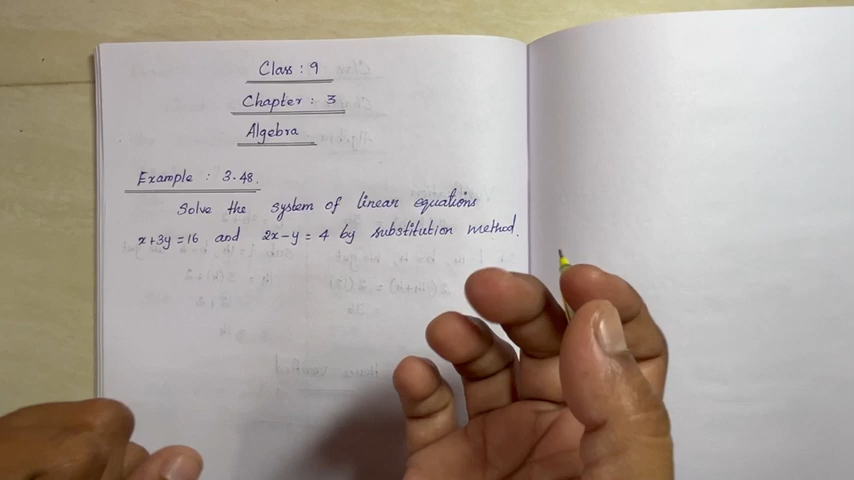 Class : 9
Chapter : 3
Algebra
Example : 3.48.
Solve the system of linear equations
x+3y=16 and 2x-y=4 by substitution method.